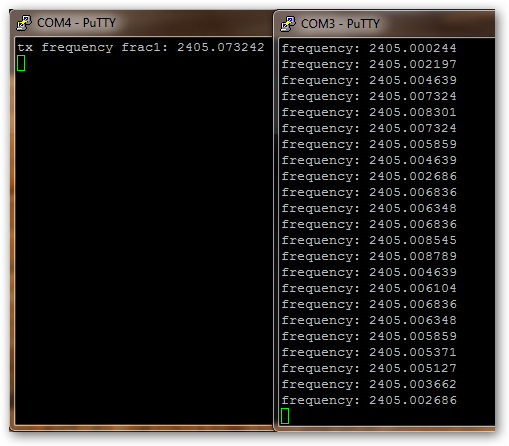 COM4 - PuTTY
tx frequency frac1: 2405.073242
COM3 - PuTTY
frequency: 2405.000244
frequency: 2405.002197
frequency: 2405.004639
frequency: 2405.007324
frequency: 2405.008301
frequency: 2405.007324
frequency: 2405.005859
frequency: 2405.004639
frequency: 2405.002686
frequency: 2405.006836
frequency: 2405.006348
frequency: 2405.006836
frequency: 2405.008545
frequency: 2405.008789
frequency: 2405.004639
frequency: 2405.006104
frequency: 2405.006836
frequency: 2405.006348
frequency: 2405.005859
frequency: 2405.005371
frequency: 2405.005127
frequency: 2405.003662
frequency: 2405.002686